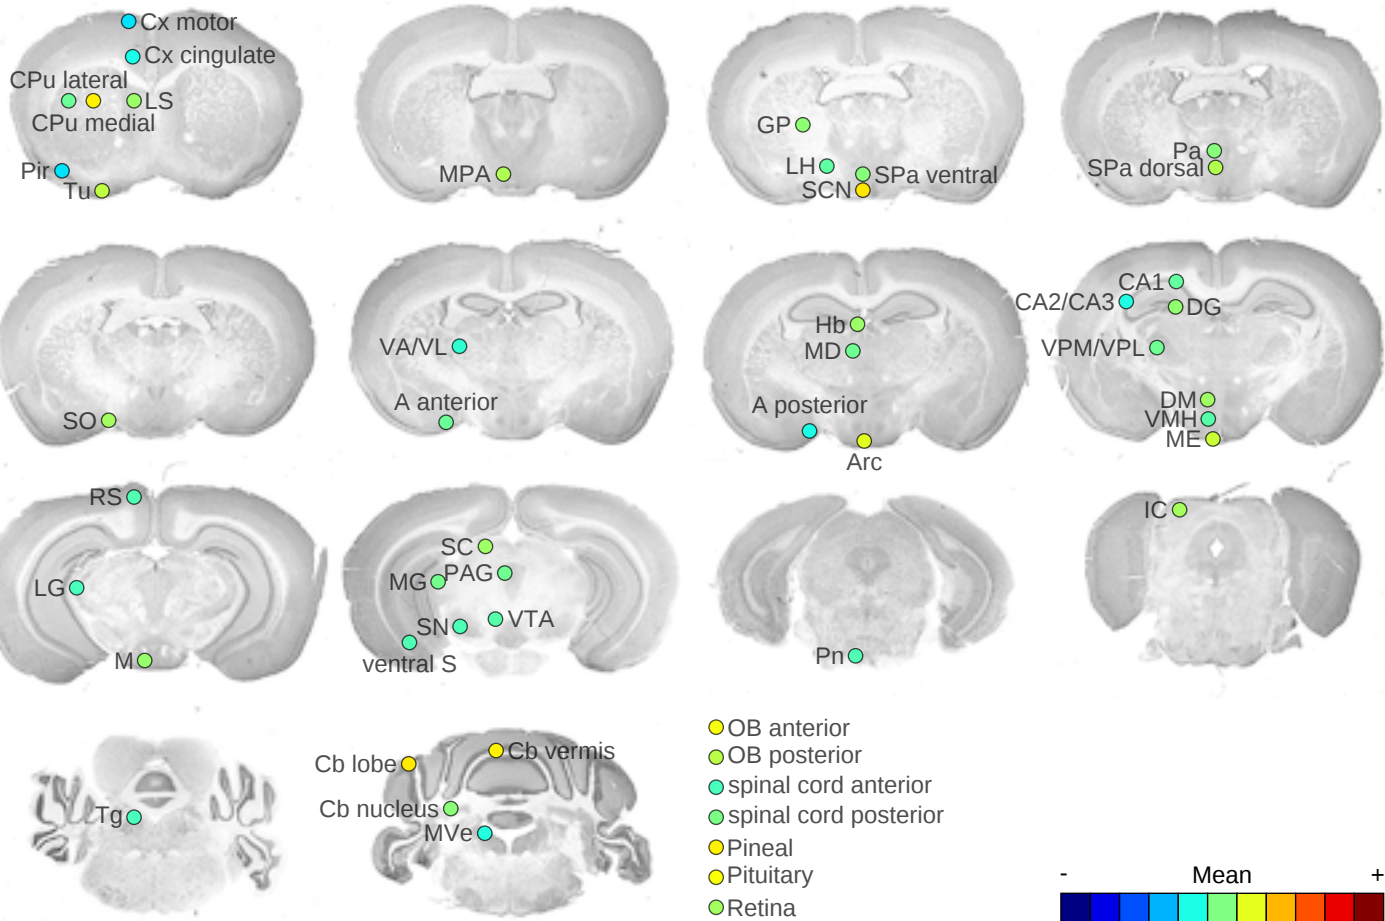 Cx motor
Cx cingulate
CPu lateral
LS
CPu medial
Pir
Tu
MPA
GP
LH
SPa ventral
SCN
Pa
SPa dorsal
SO
VA/VL
A anterior
Hb
MD
A posterior
Arc
CA1
CA2/CA3
DG
VPM/VPL
DM
VMH
ME
RS
LG
M
SC
PAG
MG
SN
VTA
ventral S
Pn
IC
Tg
Cb lobe
Cb vermis
Cb nucleus
MVe
OB anterior
OB posterior
spinal cord anterior
spinal cord posterior
Pineal
Pituitary
Retina
- Mean +